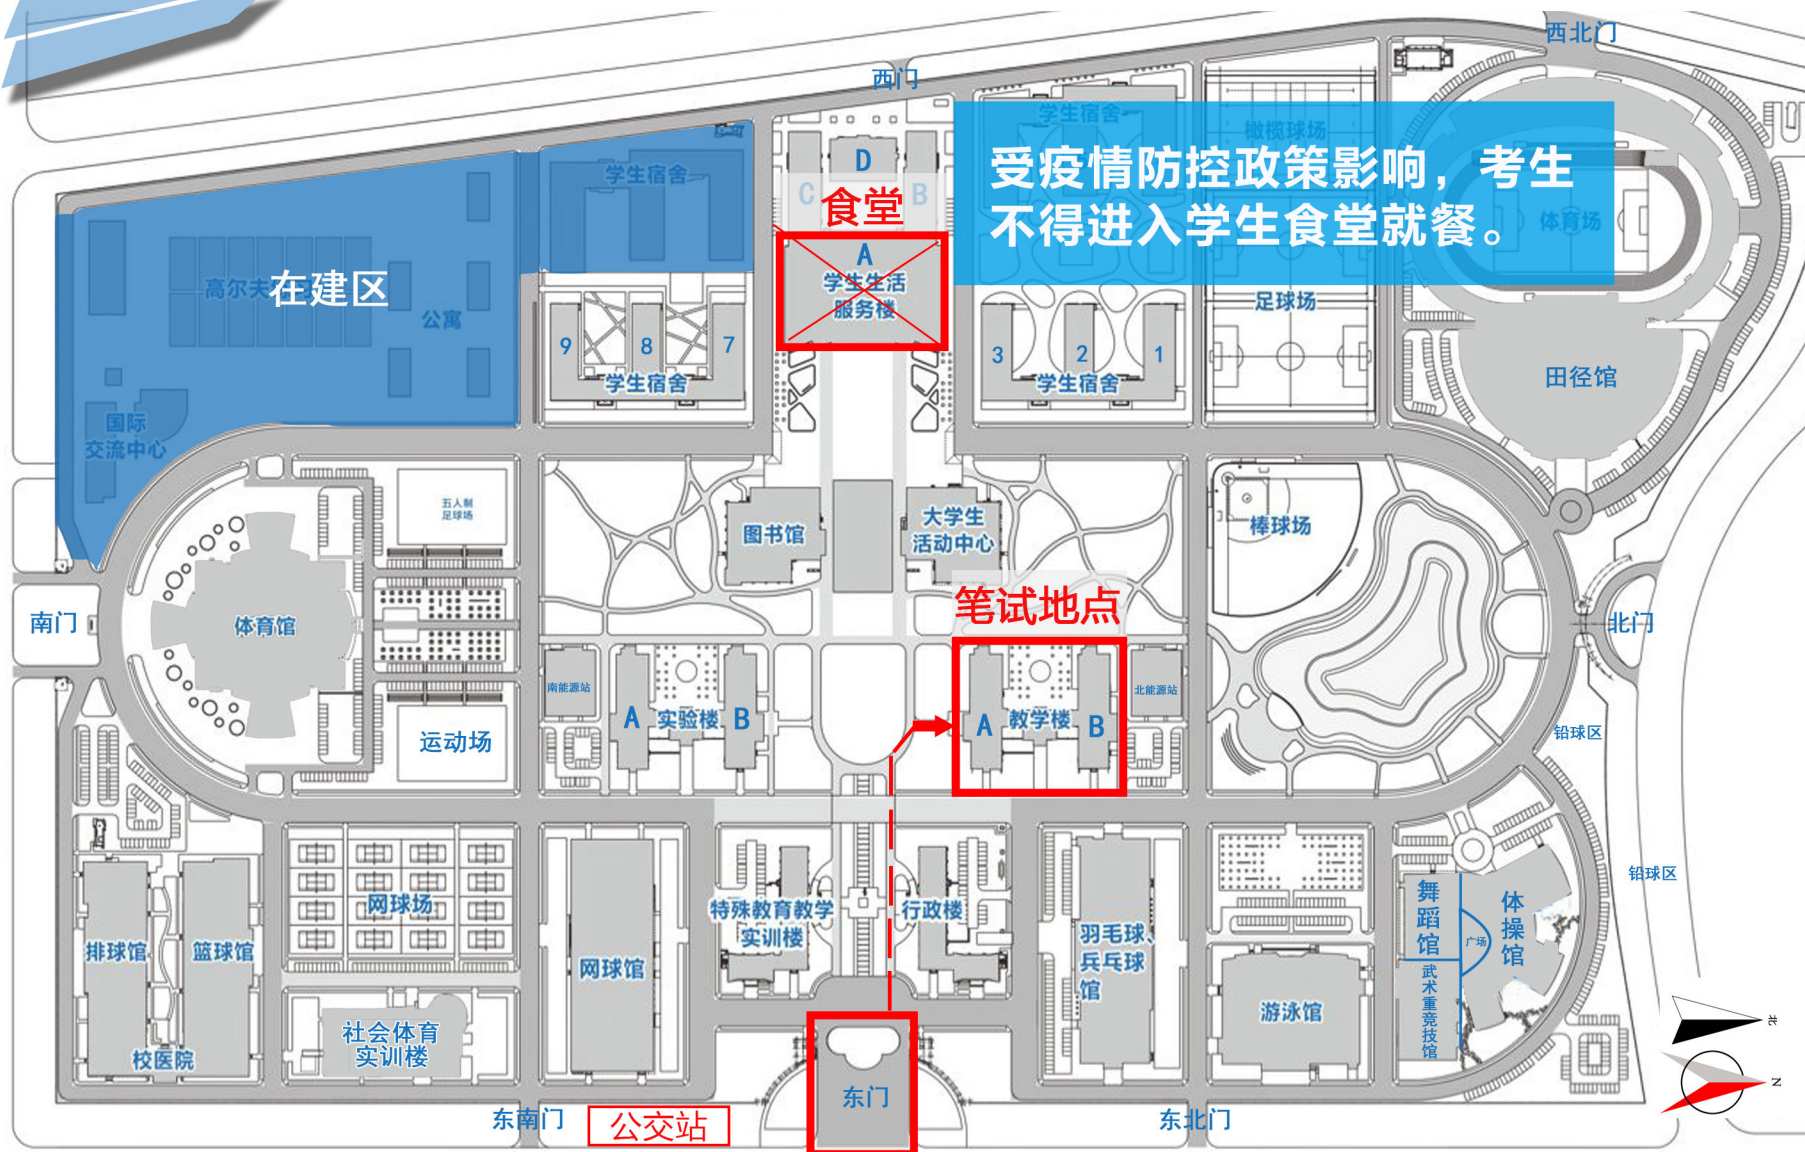 西北门
西门
学生宿舍
橄榄球场
受疫情防控政策影响，考生
不得进入学生食堂就餐。
学生宿舍
D
C
B
食堂
体育场
A
学生生活
服务楼
高尔夫
在建区
公寓
足球场
9
8
7
学生宿舍
3
2
1
学生宿舍
田径馆
国际
交流中心
五人制
足球场
图书馆
大学生
活动中心
棒球场
笔试地点
南门
体育馆
北门
南能源站
A
实验楼
B
A
教学楼
B
北能源站
运动场
铅球区
铅球区
网球场
特殊教育教学
实训楼
行政楼
羽毛球、
兵乓球
馆
舞蹈馆
广场
体操馆
排球馆
篮球馆
网球馆
武术重竞技馆
游泳馆
社会体育
实训楼
校医院
北
N
东门
东南门
公交站
东北门